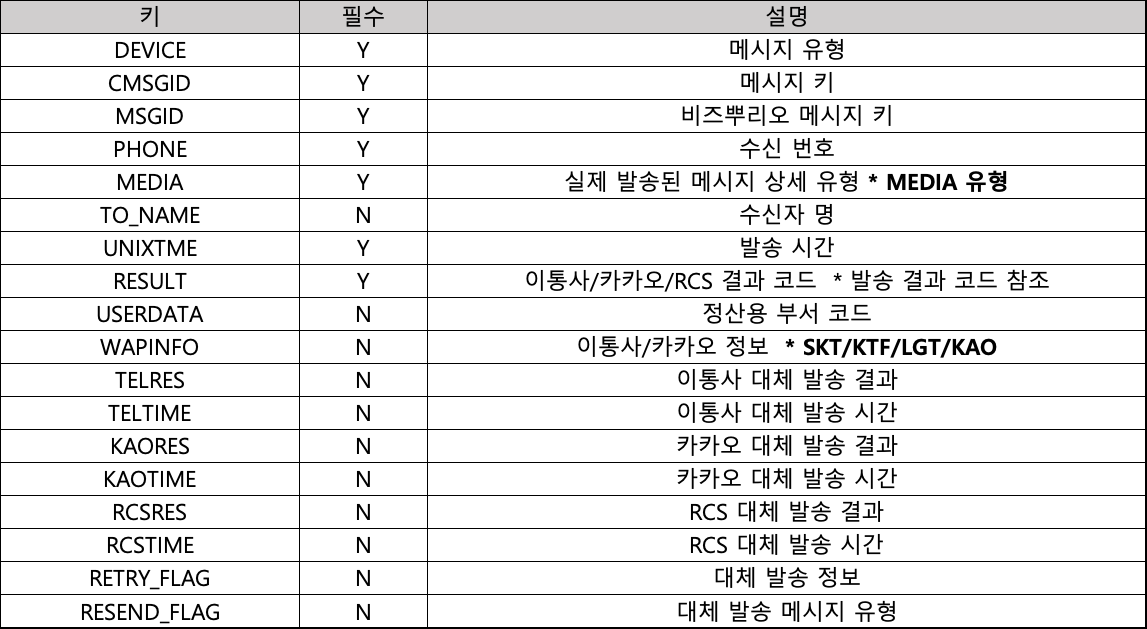 키 필수 설명
DEVICE Y 메시지 유형
CMSGID Y 메시지 키
MSGID Y 비즈뿌리오 메시지 키
PHONE Y 수신 번호
MEDIA Y 실제 발송된 메시지 상세 유형 * MEDIA 유형
TO_NAME N 수신자 명
UNIXTME Y 발송 시간
RESULT Y 이통사/카카오/RCS 결과 코드 * 발송 결과 코드 참조
USERDATA N 정산용 부서 코드
WAPINFO N 이통사/카카오 정보 * SKT/KTF/LGT/KAO
TELRES N 이통사 대체 발송 결과
TELTIME N 이통사 대체 발송 시간
KAORES N 카카오 대체 발송 결과
KAOTIME N 카카오 대체 발송 시간
RCSRES N RCS 대체 발송 결과
RCSTIME N RCS 대체 발송 시간
RETRY_FLAG N 대체 발송 정보
RESEND_FLAG N 대체 발송 메시지 유형